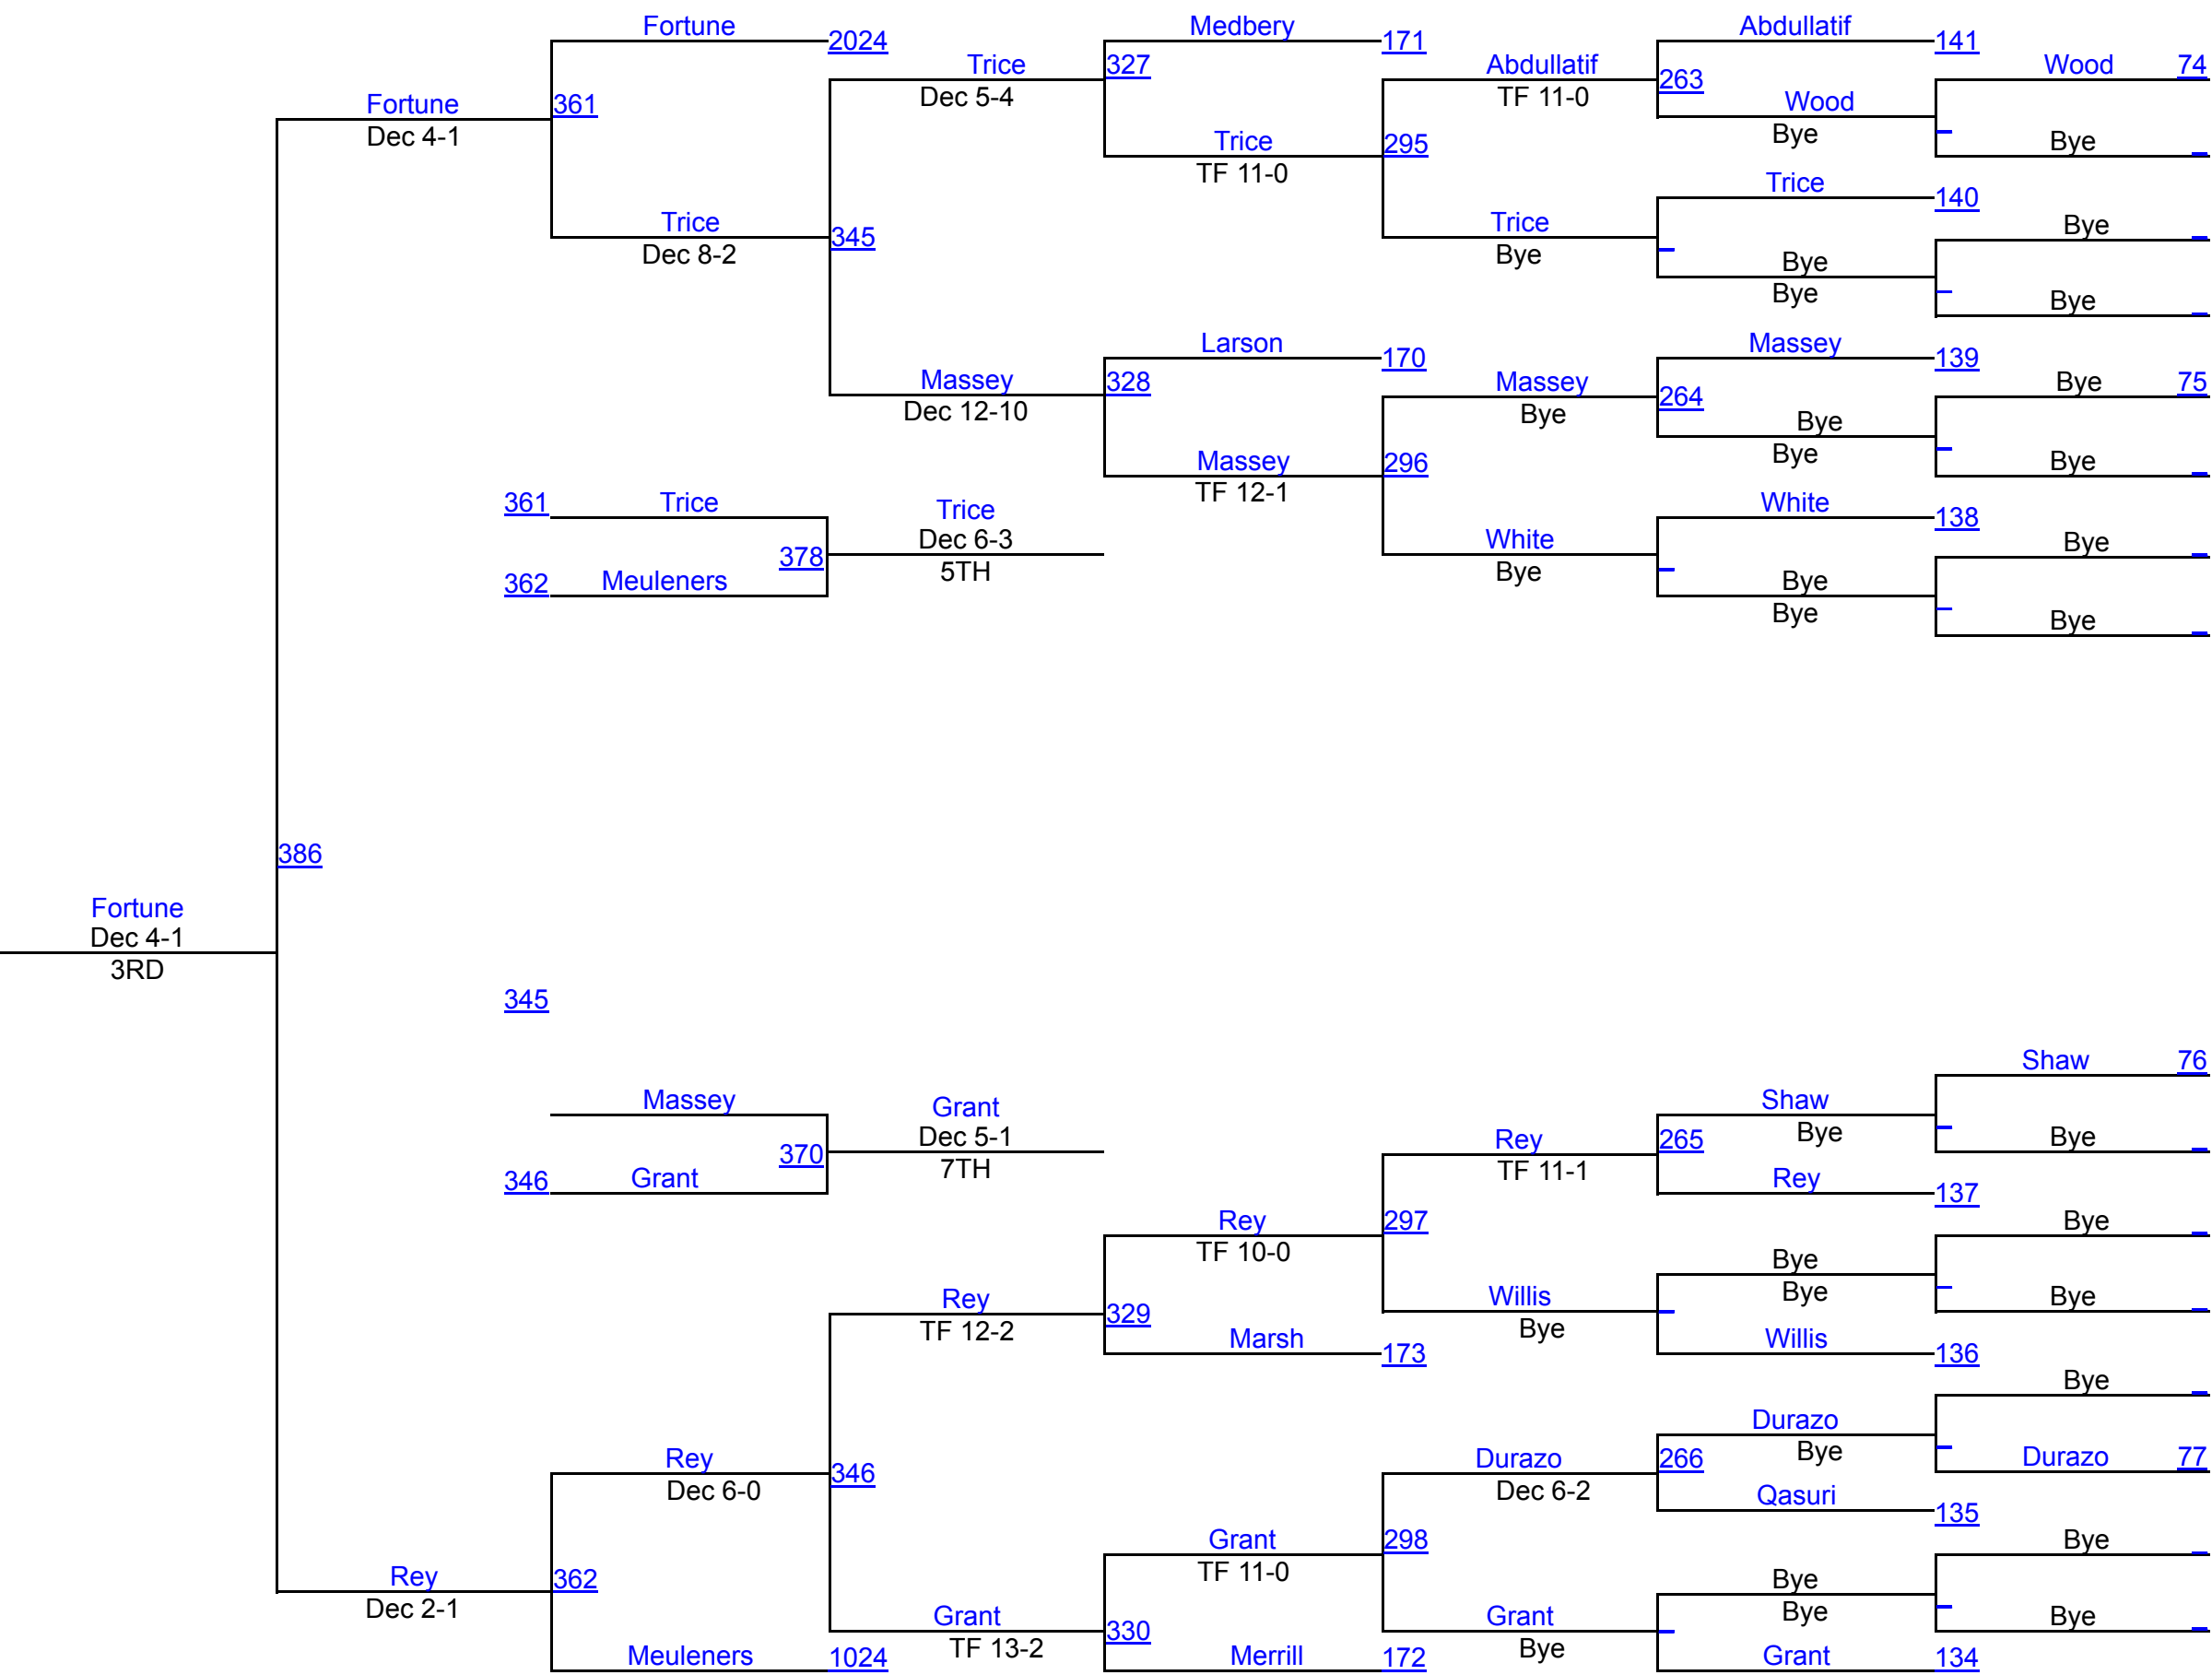 Fortune
2024
Medbery
171
Abdullatif
141
Trice
327
Abdullatif
Wood
74
Dec 5-4
TF 11-0
263
Fortune
361
Wood
Dec 4-1
Bye
Trice
295
Bye
TF 11-0
Trice
140
Trice
345
Trice
Bye
Dec 8-2
Bye
Bye
Bye
Bye
Larson
170
Massey
139
Massey
328
Massey
264
Bye
75
Dec 12-10
Bye
Bye
Bye
Massey
296
Bye
TF 12-1
361
Trice
Trice
White
138
Dec 6-3
White
Bye
378
5TH
Bye
362
Meuleners
Bye
Bye
Bye
386
Fortune
Dec 4-1
3RD
345
Shaw
76
Massey
Grant
Shaw
Dec 5-1
Rey
265
Bye
Bye
370
7TH
TF 11-1
346
Grant
Rey
137
Rey
297
Bye
TF 10-0
Bye
Rey
329
Willis
Bye
Bye
TF 12-2
Bye
Marsh
173
Willis
136
Bye
Durazo
Rey
346
Durazo
266
Bye
Durazo
77
Dec 6-0
Dec 6-2
Qasuri
135
Grant
298
Bye
TF 11-0
Rey
362
Bye
Dec 2-1
Grant
330
Grant
Bye
Bye
TF 13-2
Bye
Meuleners
1024
Merrill
172
Grant
134